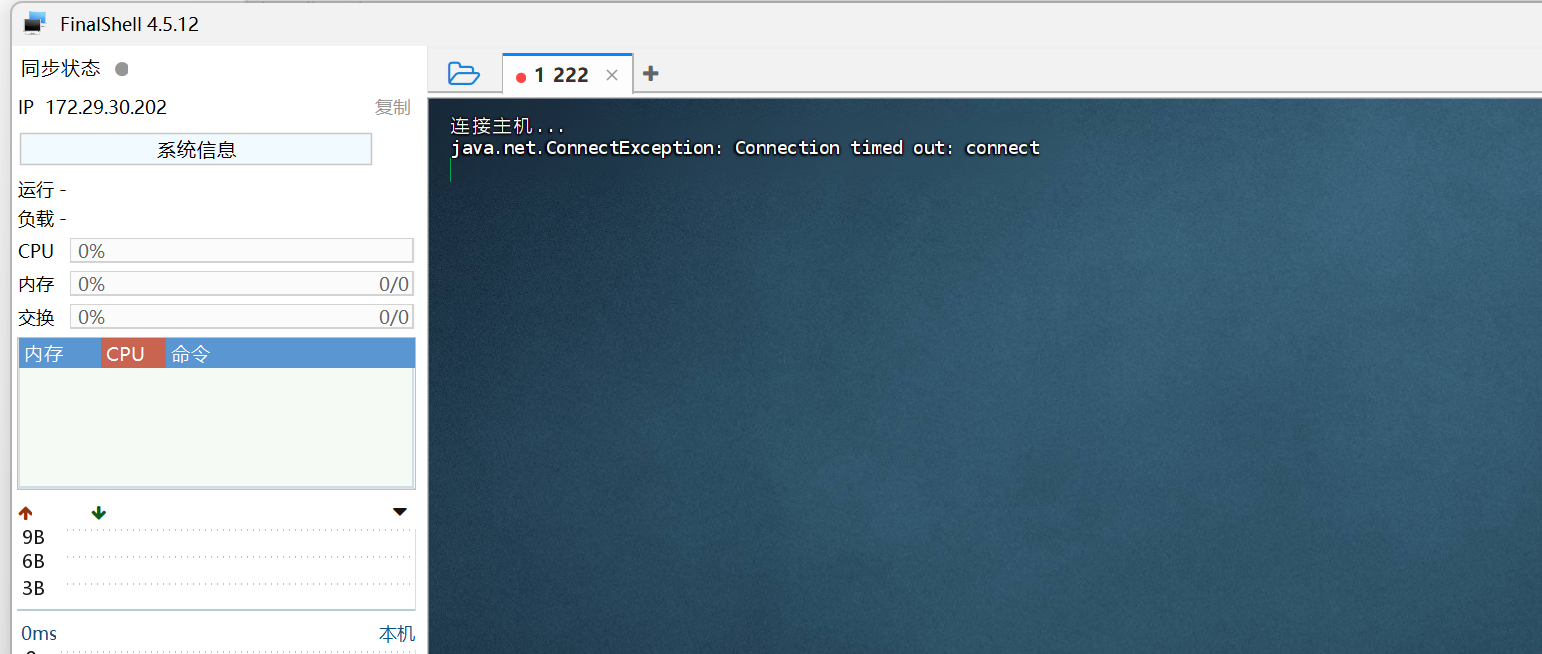 FinalShell 4.5.12
同步状态
IP 172.29.30.202 复制
系统信息
运行 -
负载 -
CPU 0%
内存 0% 0/0
交换 0% 0/0
内存 CPU 命令
9B
6B
3B
0ms 本机
1 222
连接主机...
java.net.ConnectException: Connection timed out: connect